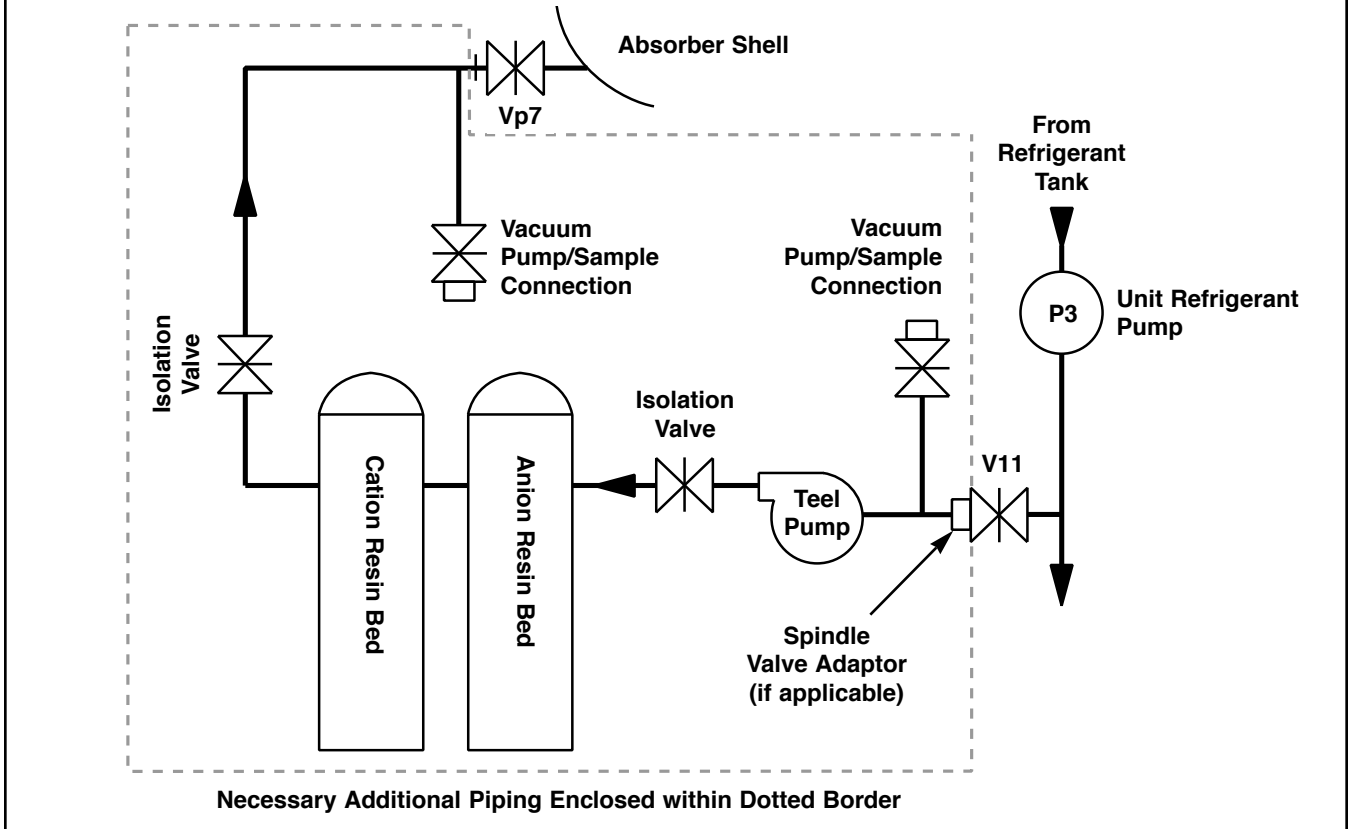 Absorber Shell
Vp7
From
Refrigerant
Tank
Vacuum
Pump/Sample
Connection
Vacuum
Pump/Sample
Connection
P3
Unit Refrigerant
Pump
Isolation
Valve
Isolation
Valve
V11
Cation Resin Bed
Anion Resin Bed
Teel
Pump
Spindle
Valve Adaptor
(if applicable)
Necessary Additional Piping Enclosed within Dotted Border